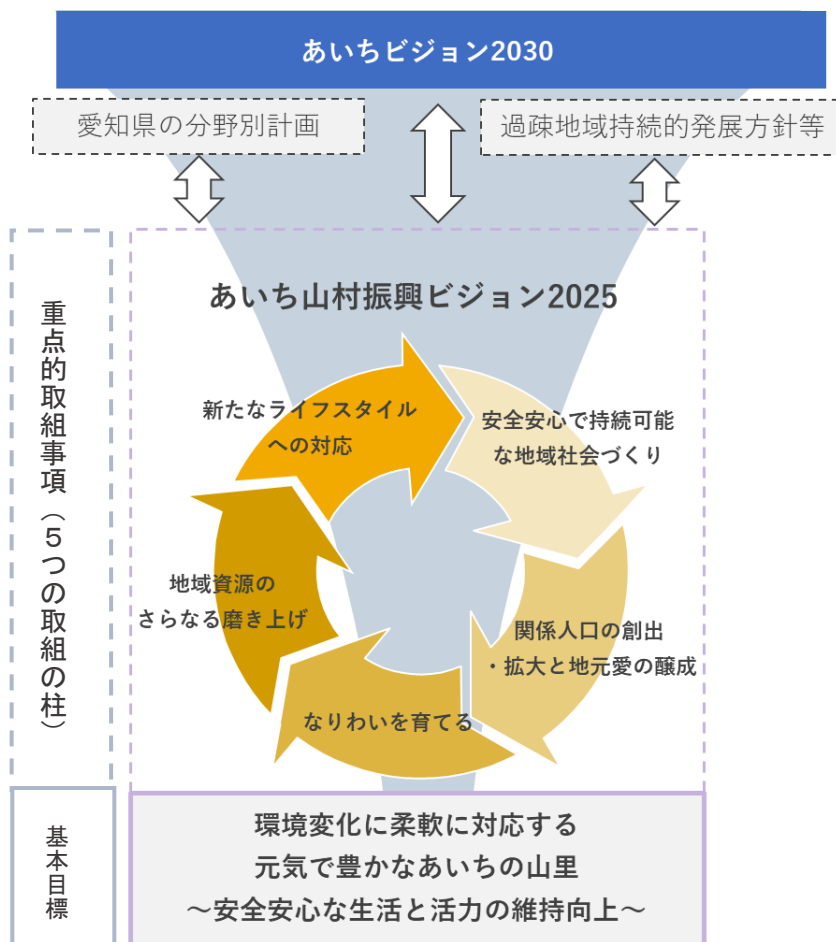 あいちビジョン2030
愛知県の分野別計画
過疎地域持続的発展方針等
重点的取組事項（５つの取組の柱）
あいち山村振興ビジョン2025
新たなライフスタイル
への対応
安全安心で持続可能
な地域社会づくり
地域資源の
さらなる磨き上げ
関係人口の創出
・拡大と地元愛の醸成
なりわいを育てる
基本目標
環境変化に柔軟に対応する
元気で豊かなあいちの山里
～安全安心な生活と活力の維持向上～